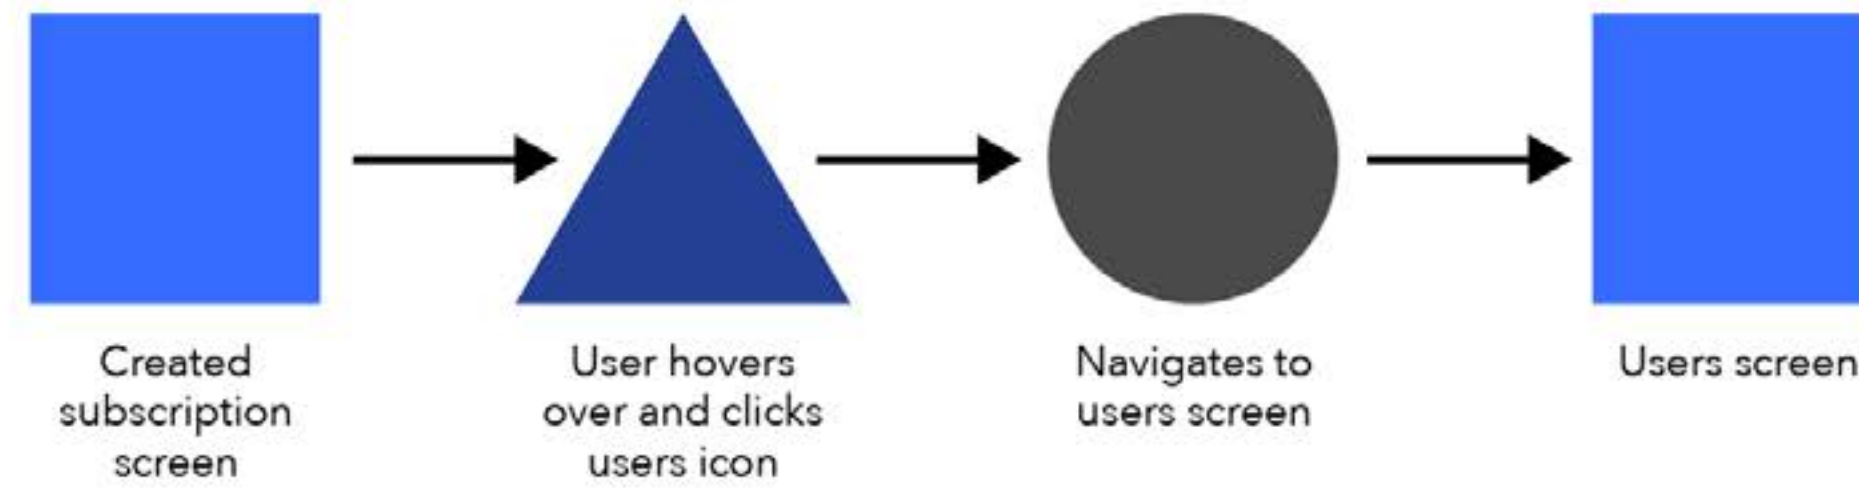 Created
subscription
screen
User hovers
over and clicks
users icon
Navigates to
users screen
Users screen